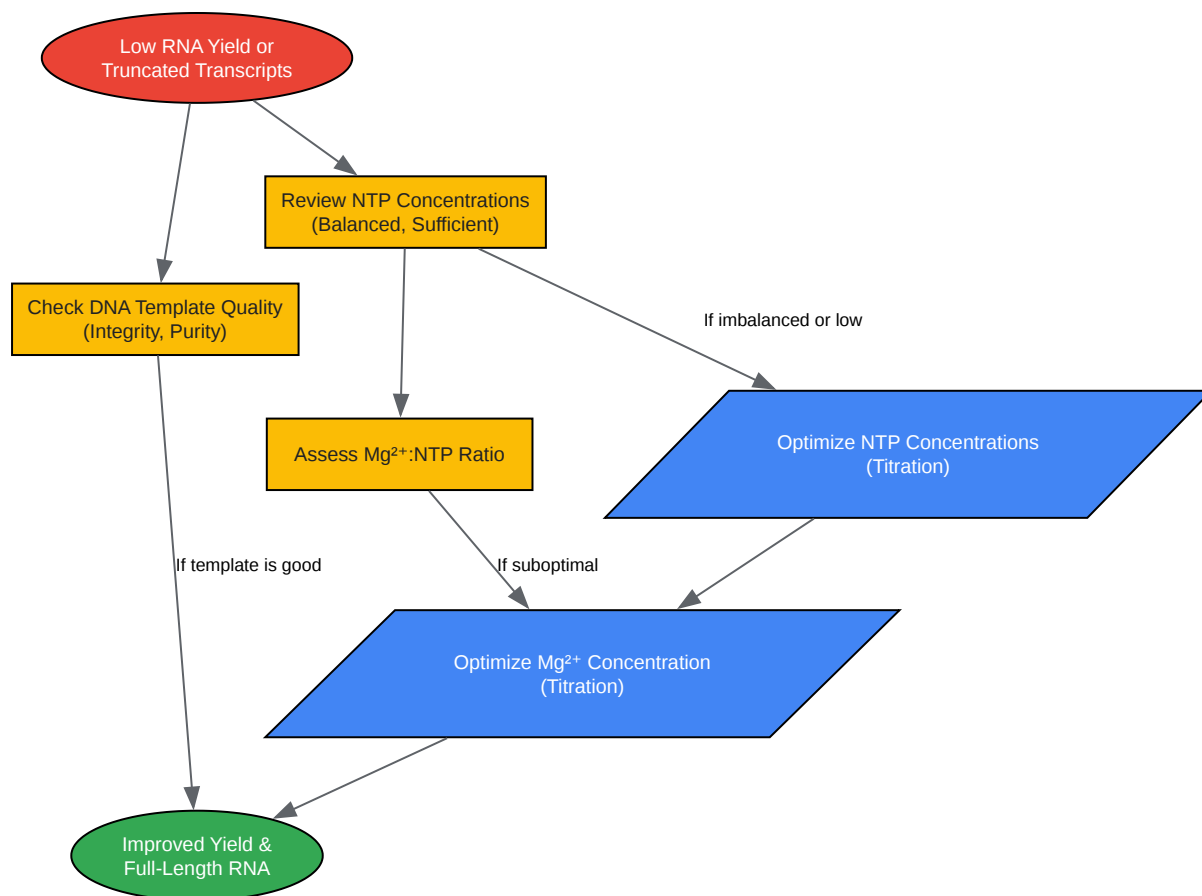 Low RNA Yield or
Truncated Transcripts
Review NTP Concentrations
(Balanced, Sufficient)
Check DNA Template Quality
(Integrity, Purity)
If imbalanced or low
Assess Mg²⁺:NTP Ratio
Optimize NTP Concentrations
(Titration)
If template is good
If suboptimal
Optimize Mg²⁺ Concentration
(Titration)
Improved Yield &
Full-Length RNA